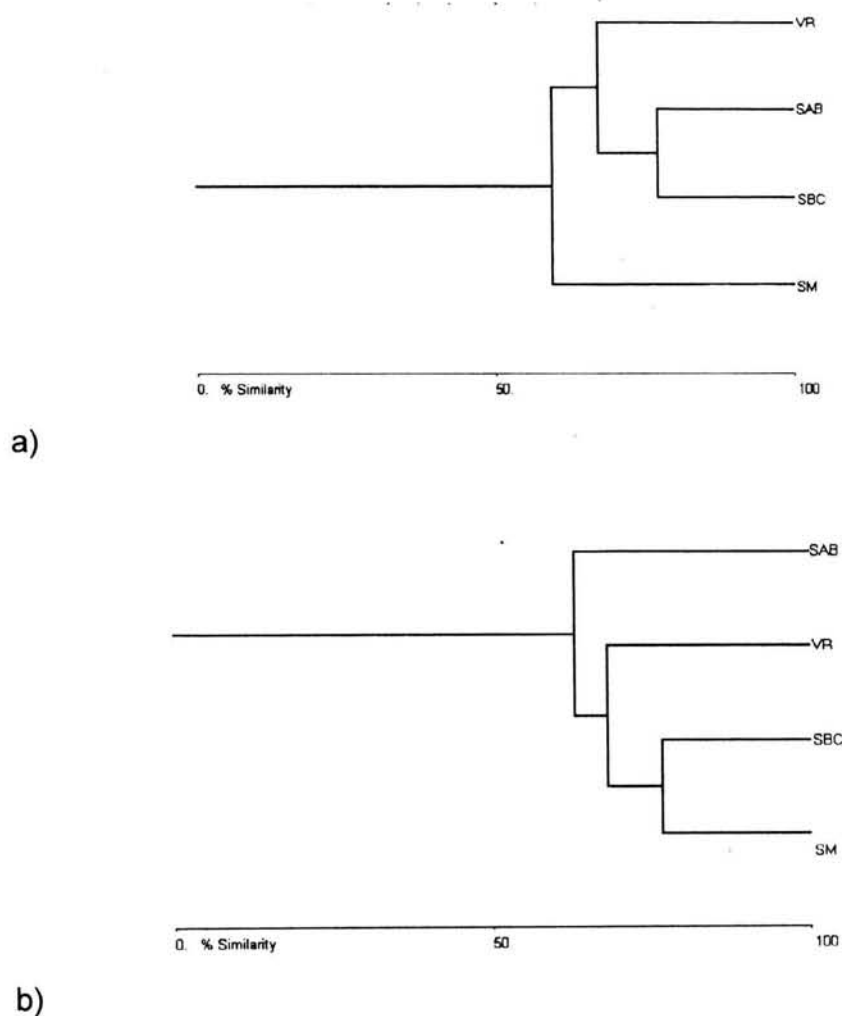 VR
SAB
SBC
SM
0. % Similarity 50. 100
a)
SAB
VR
SBC
SM
0. % Similarity 50 100
b)